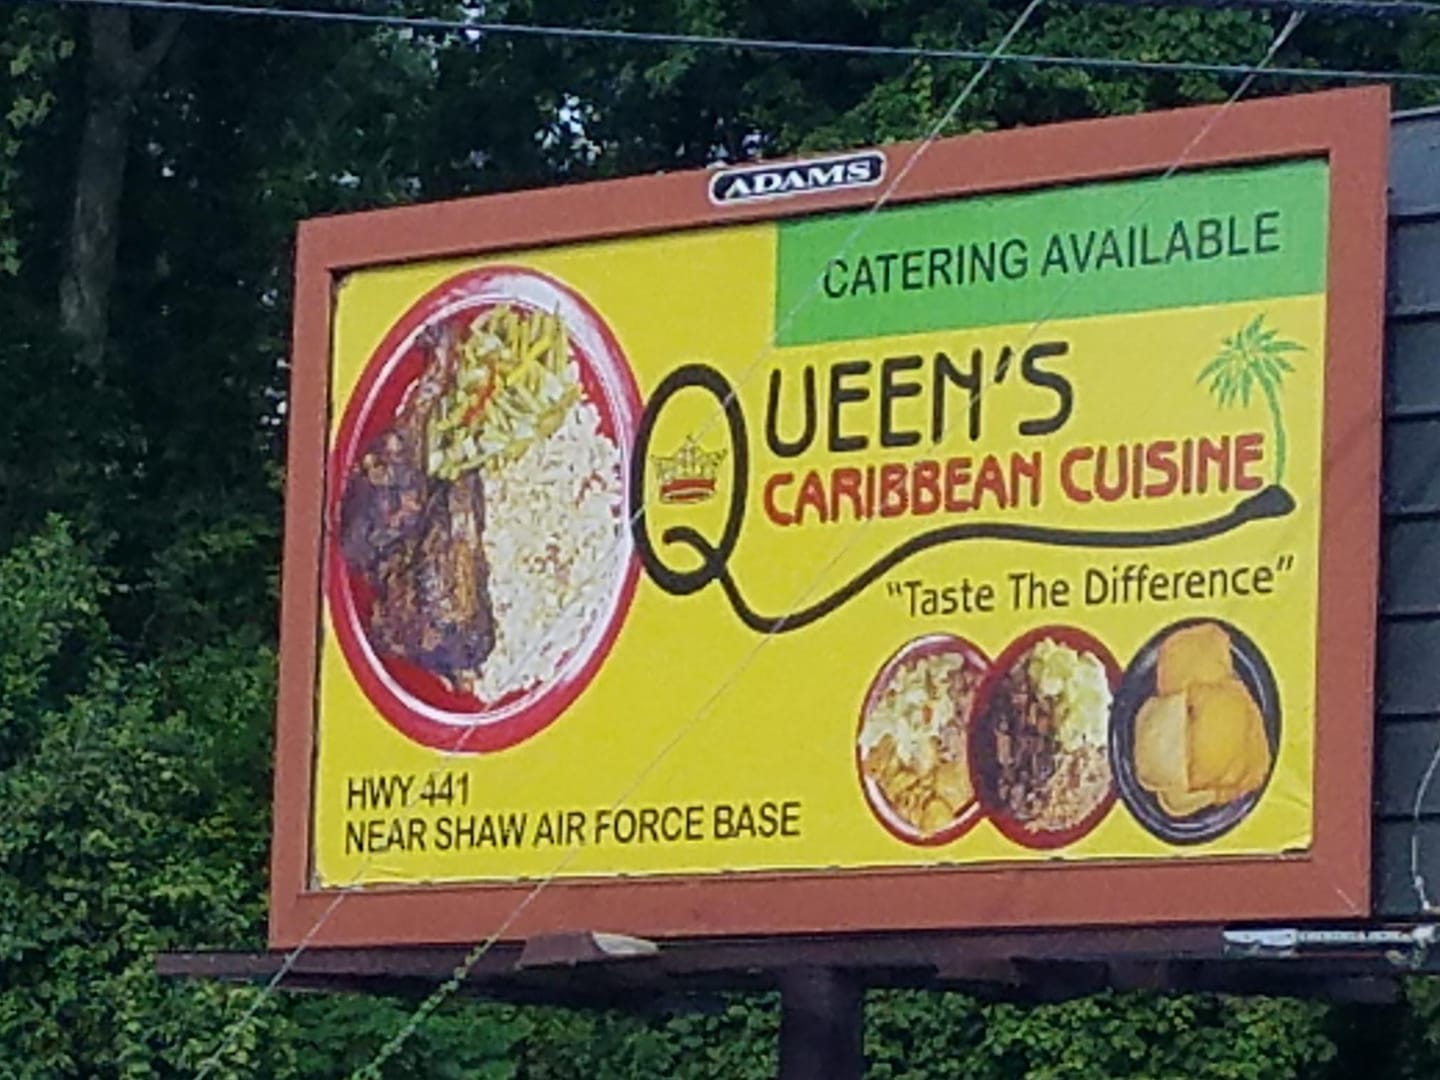 ADAMS
CATERING AVAILABLE
QUEEN'S
CARIBBEAN CUISINE
"Taste The Difference"
HWY 441
NEAR SHAW AIR FORCE BASE